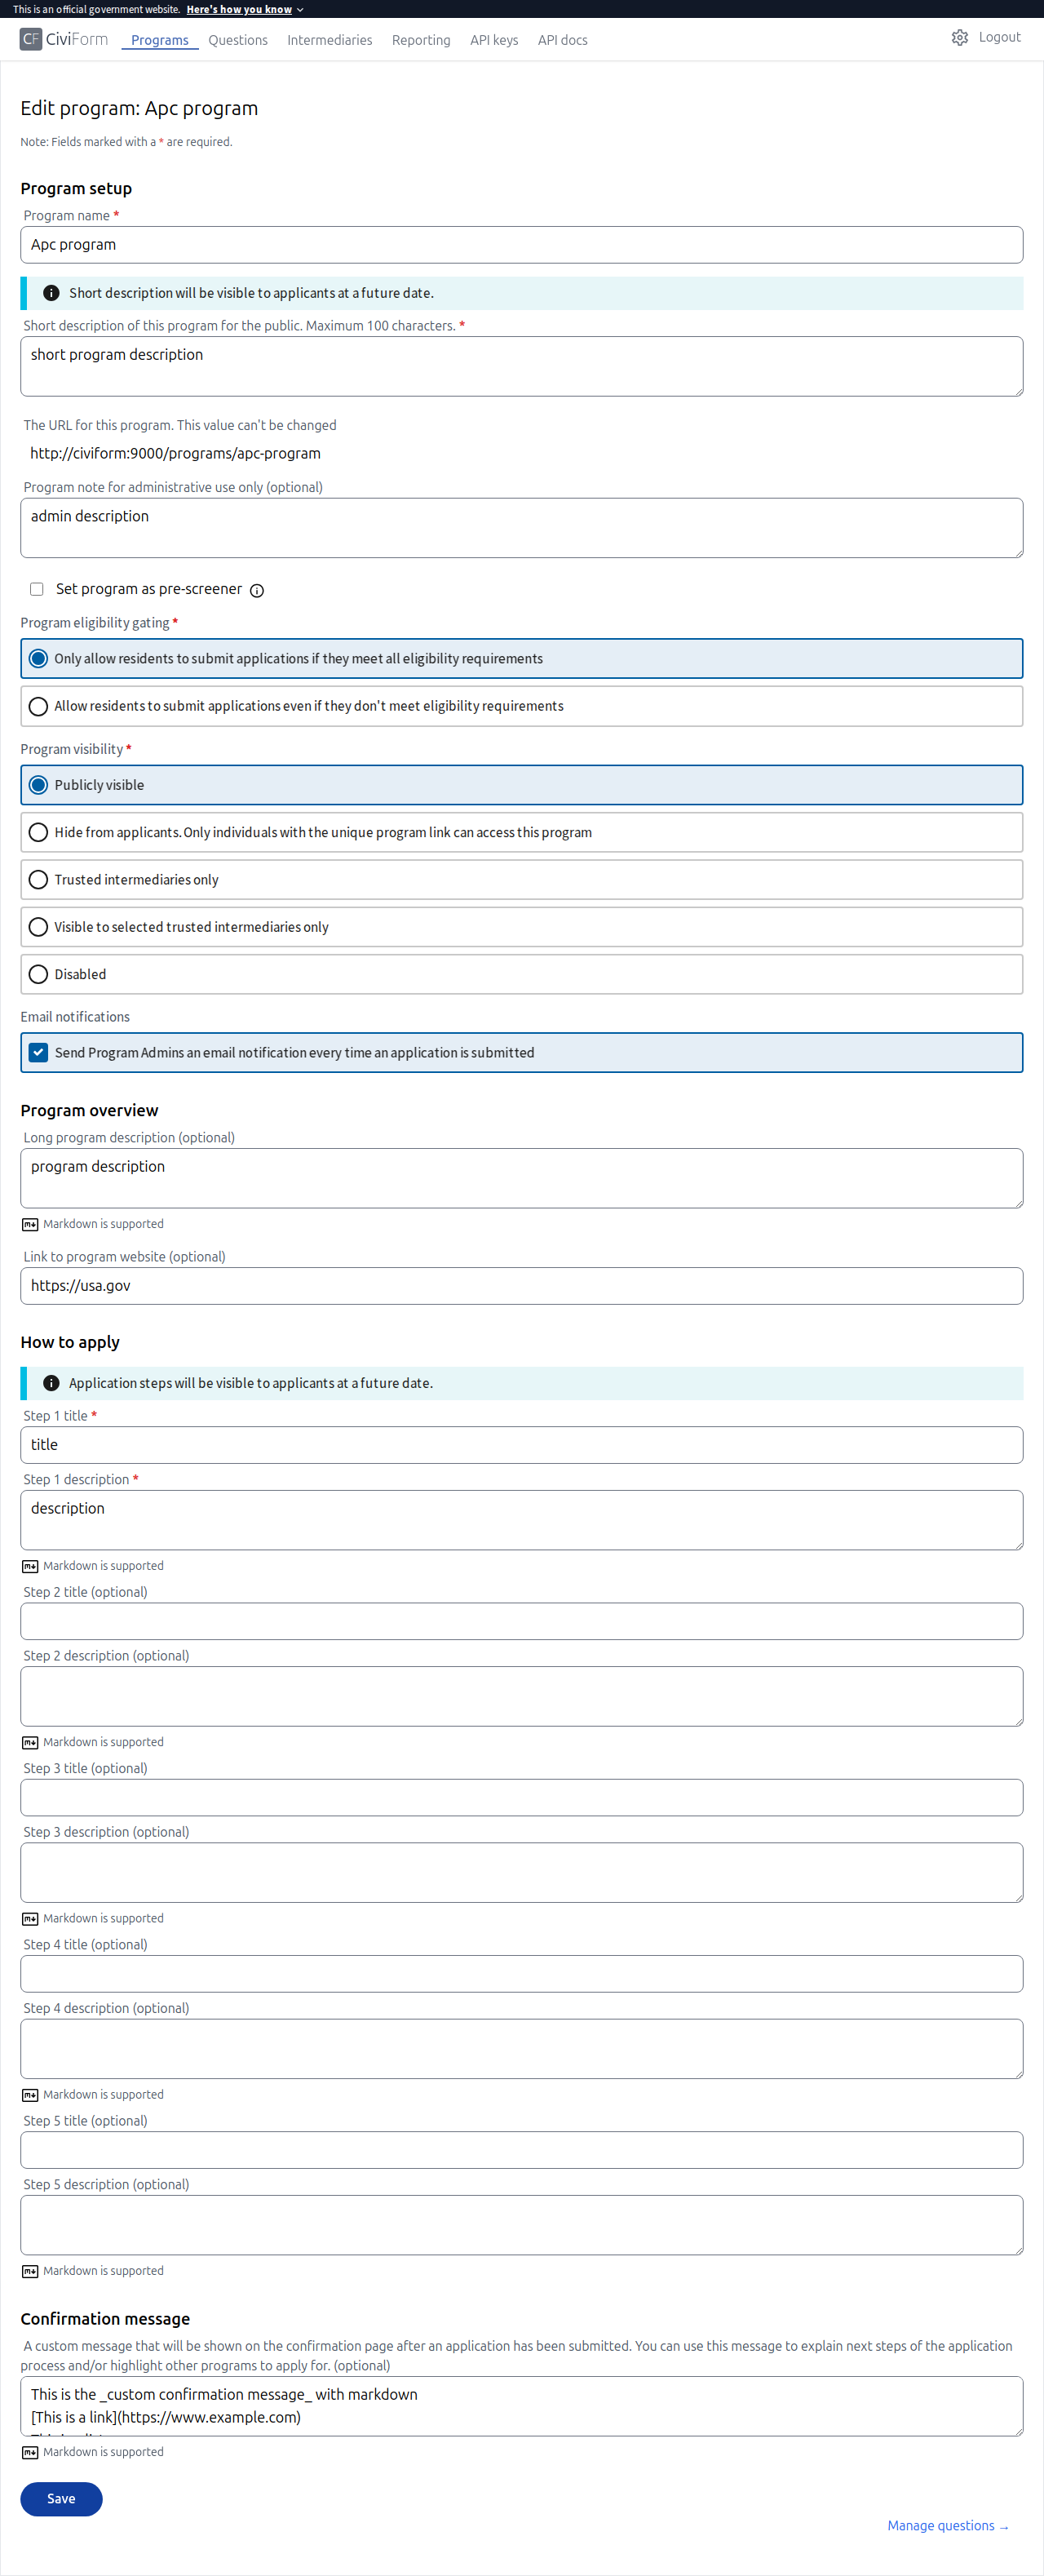 This is an official government website. Here's how you know
CF CiviForm Programs Questions Intermediaries Reporting API keys API docs Logout
Edit program: Apc program
Note: Fields marked with a * are required.
Program setup
Program name *
Apc program
Short description will be visible to applicants at a future date.
Short description of this program for the public. Maximum 100 characters. *
short program description
The URL for this program. This value can't be changed
http://civiform:9000/programs/apc-program
Program note for administrative use only (optional)
admin description
Set program as pre-screener
Program eligibility gating *
Only allow residents to submit applications if they meet all eligibility requirements
Allow residents to submit applications even if they don't meet eligibility requirements
Program visibility *
Publicly visible
Hide from applicants. Only individuals with the unique program link can access this program
Trusted intermediaries only
Visible to selected trusted intermediaries only
Disabled
Email notifications
Send Program Admins an email notification every time an application is submitted
Program overview
Long program description (optional)
program description
Markdown is supported
Link to program website (optional)
https://usa.gov
How to apply
Application steps will be visible to applicants at a future date.
Step 1 title *
title
Step 1 description *
description
Markdown is supported
Step 2 title (optional)
Step 2 description (optional)
Markdown is supported
Step 3 title (optional)
Step 3 description (optional)
Markdown is supported
Step 4 title (optional)
Step 4 description (optional)
Markdown is supported
Step 5 title (optional)
Step 5 description (optional)
Markdown is supported
Confirmation message
A custom message that will be shown on the confirmation page after an application has been submitted. You can use this message to explain next steps of the application
process and/or highlight other programs to apply for. (optional)
This is the _custom confirmation message_ with markdown
[This is a link](https://www.example.com)
Markdown is supported
Save
Manage questions →